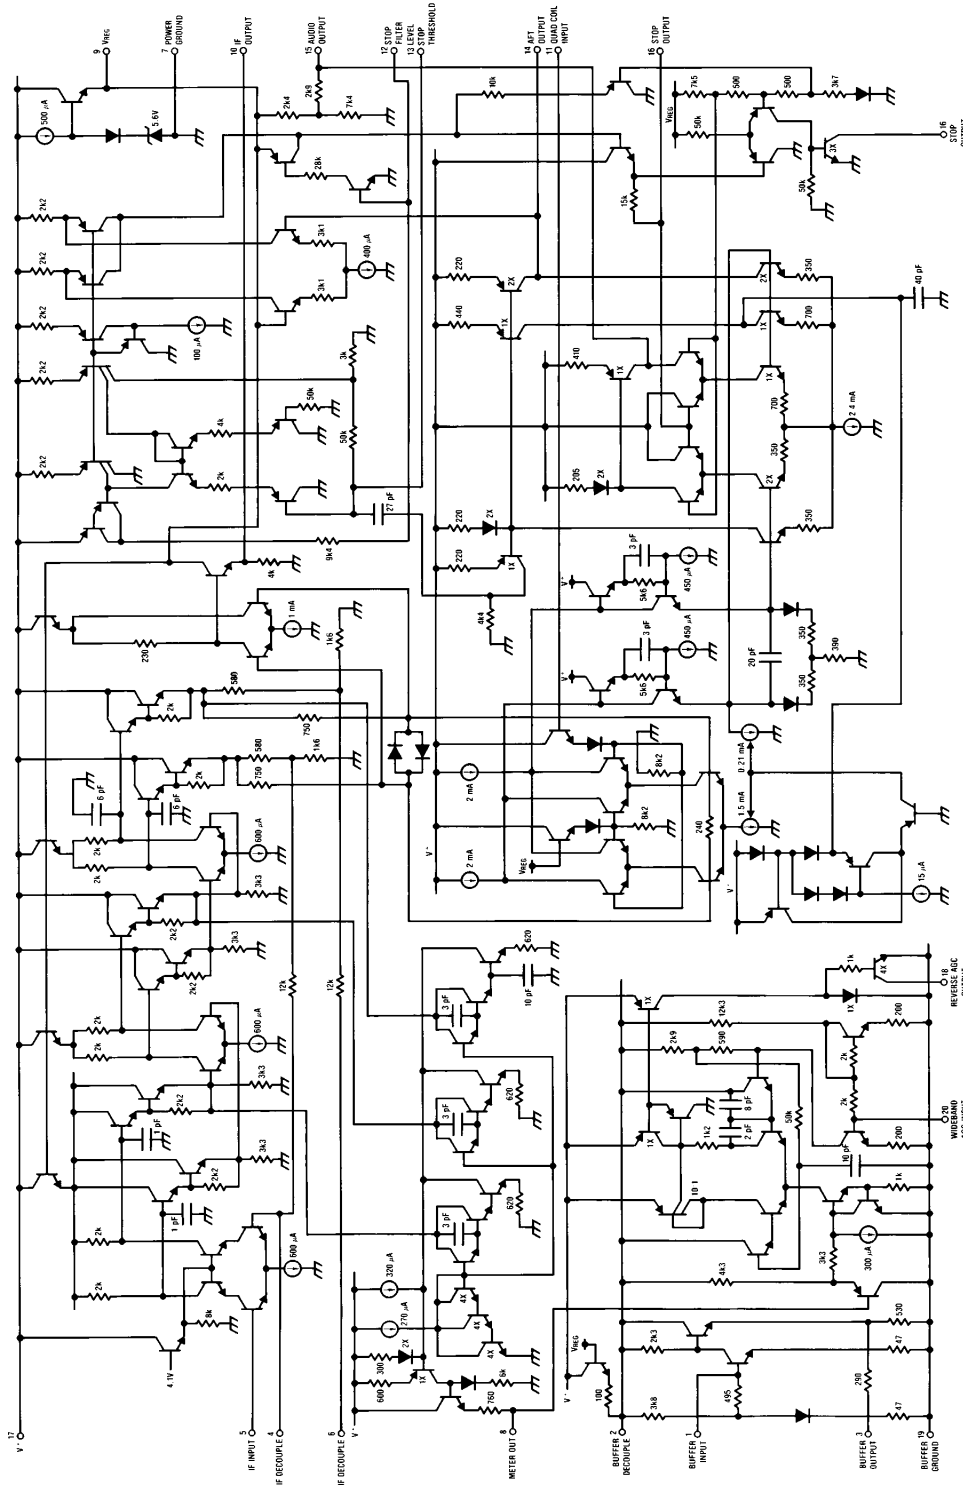 9 VREG
7 POWER GROUND
10 IF OUTPUT
15 AUDIO OUTPUT
12 STOP FILTER
13 LEVEL STOP THRESHOLD
14 AFT OUTPUT
11 QUAD COIL INPUT
16 STOP OUTPUT
500 μA
5.6V
2k4
2k9
7k4
28k
10k
VREG
7k5
50k
500
500
3k7
3X
50k
16 STOP
15k
2k2
2k2
2k2
2k2
2k2
3k1
3k1
400 μA
100 μA
3k
50k
50k
4k
2k
27 pF
9k4
4k
220
2X
440
1X
410
1X
205
2X
220
2X
220
1X
4k4
2X
350
1X
700
1X
700
350
2X
350
2.4 mA
40 pF
230
1 mA
1k6
580
2k
750
580
2k
750
1k6
6 pF
6 pF
2k
2k
600 μA
3k3
2k2
2k2
3k3
12k
12k
V+
3 pF
5k6
450 μA
V+
3 pF
5k6
450 μA
20 pF
350
350
390
V+
2 mA
2 mA
VREG
8k2
8k2
240
1.5 mA
0.21 mA
V+
15 μA
2k
2k
600 μA
3k3
2k2
1 pF
2k2
3k3
1 pF
2k
2k
600 μA
8k
4.1V
3 pF
620
10 pF
3 pF
620
3 pF
620
320 μA
270 μA
4X
4X
4X
300
2X
600
1X
6k
760
V+
VREG
100
V+
1X
1k
4X
1X
18 REVERSE AGC
12k3
2k9
590
2k
2k
200
200
20 WIDEBAND
50k
8 pF
2 pF
1k2
1X
10:1
10 pF
1k
300 μA
3k3
4k3
530
2k3
495
290
47
3k8
47
17 V+
5 IF INPUT
4 IF DECOUPLE
6 IF DECOUPLE
8 METER OUT
2 BUFFER DECOUPLE
1 BUFFER INPUT
3 BUFFER OUTPUT
19 BUFFER GROUND